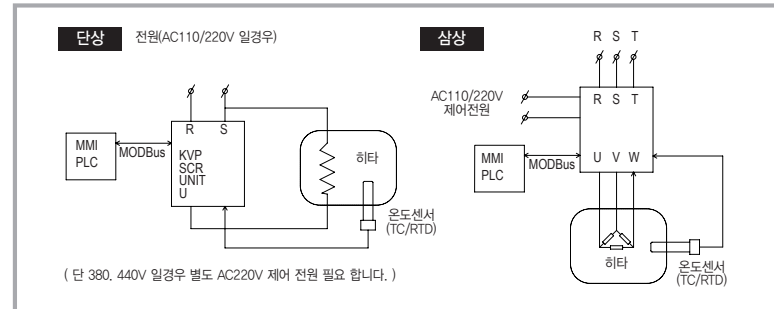 단상 전원(AC110/220V 일경우)
R S
MMI
PLC
MODBus
KVP
SCR
UNIT
U
히타
온도센서
(TC/RTD)
( 단 380, 440V 일경우 별도 AC220V 제어 전원 필요 합니다. )
삼상
R S T
AC110/220V
제어전원
R S T
MMI
PLC
MODBus
U V W
히타
온도센서
(TC/RTD)